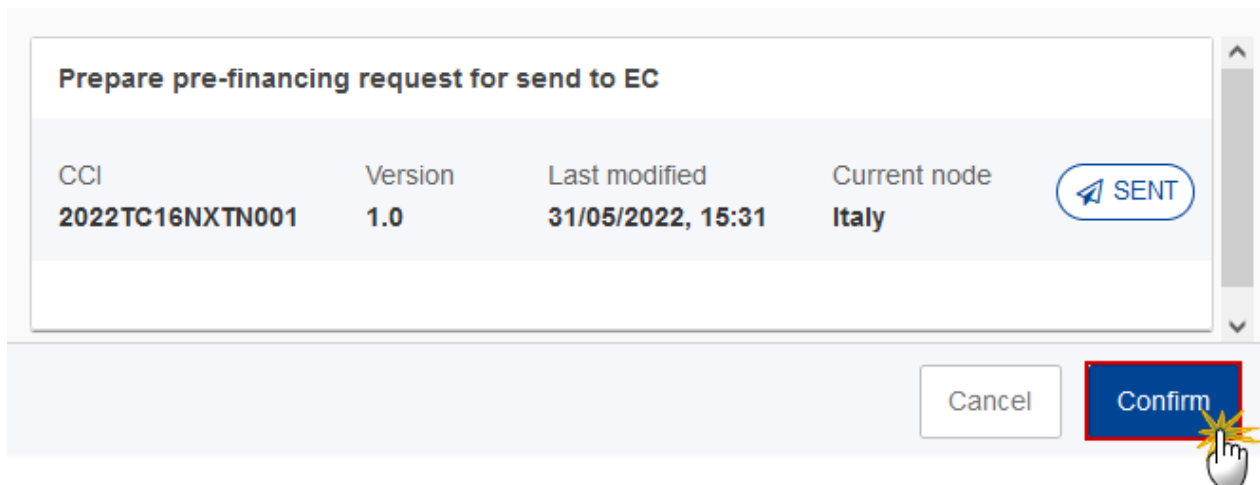 Prepare pre-financing request for send to EC
CCI Version Last modified Current node
SENT
2022TC16NXTN001 1.0 31/05/2022, 15:31 Italy
Cancel Confirm